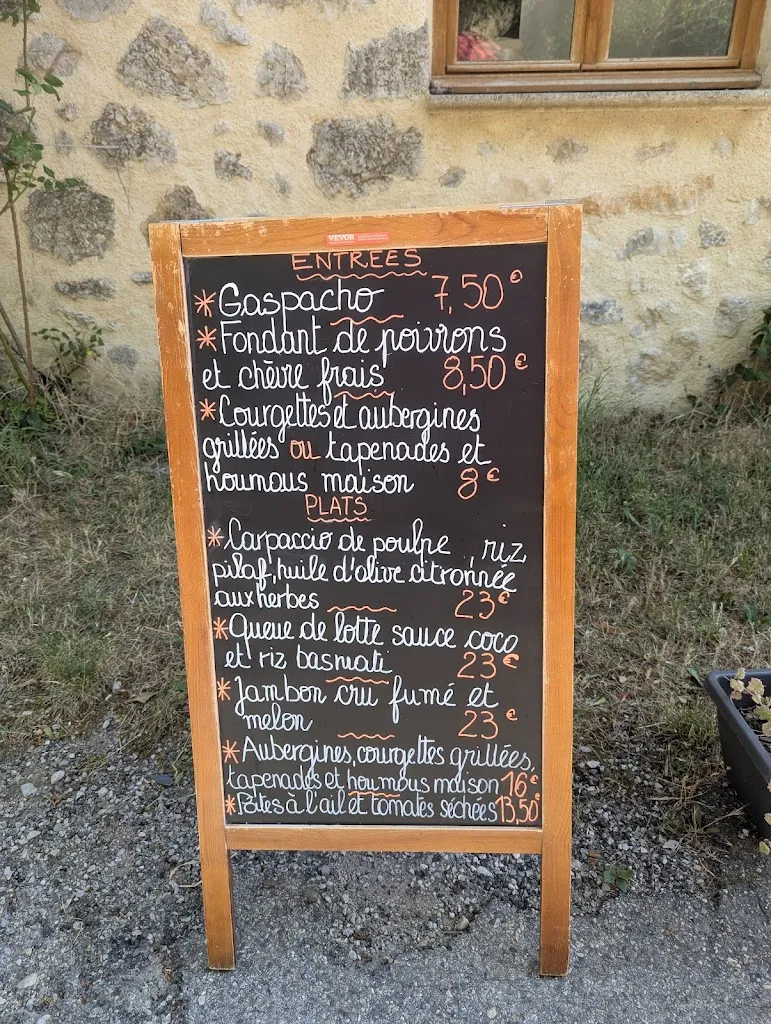 VEVOR
ENTREES
* Gaspacho 7,50€
* Fondant de poivrons
et chèvre frais 8,50€
* Courgettes et aubergines
grillées ou tapenades et
houmous maison 8€
PLATS
* Carpaccio de poulpe, riz
pilaf, huile d'olive citronnée
aux herbes 23€
* Queue de lotte sauce coco
et riz basmati 23€
* Jambon cru fumé et
melon 23€
* Aubergines, courgettes grillées,
tapenades et houmous maison 16€
* Pâtes à l'ail et tomates séchées 13,50€